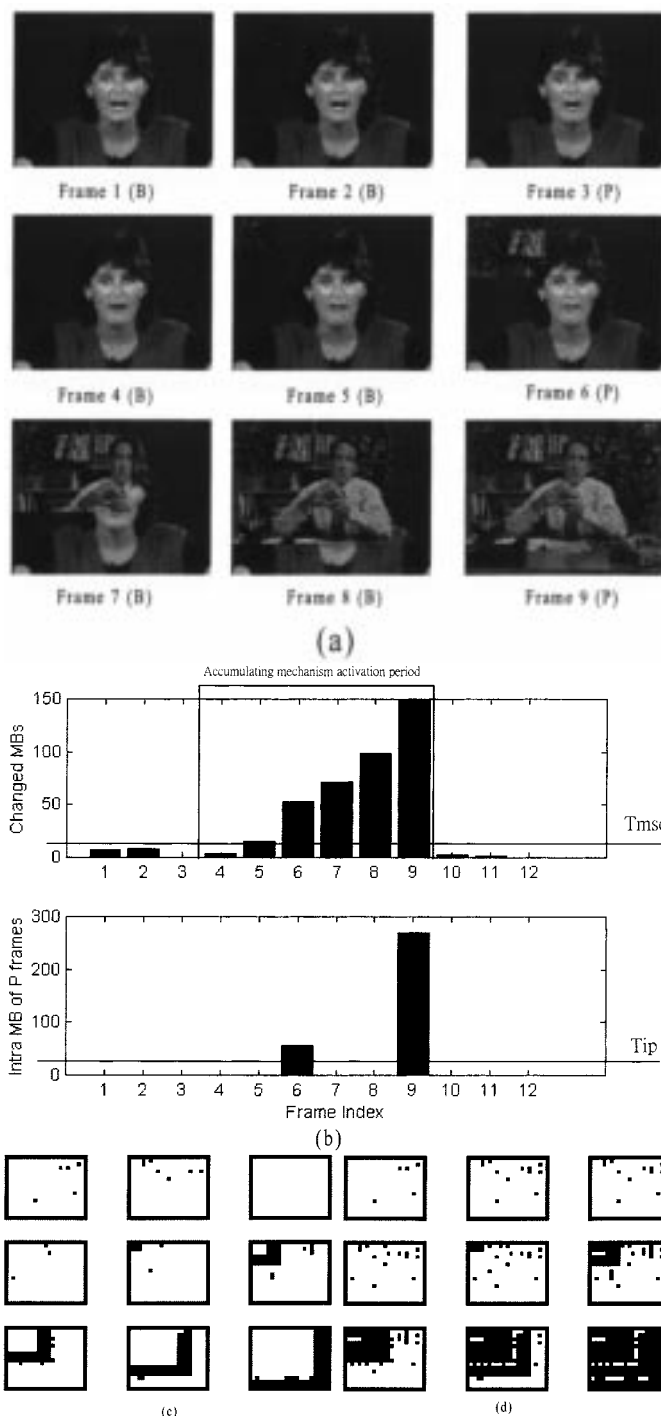 Frame 1 (B)
Frame 2 (B)
Frame 3 (P)
Frame 4 (B)
Frame 5 (B)
Frame 6 (P)
Frame 7 (B)
Frame 8 (B)
Frame 9 (P)
(a)
Accumulating mechanism activation period
Changed MBs
150
100
50
0
Tmsc
1 2 3 4 5 6 7 8 9 10 11 12
Intra MB of P frames
300
200
100
0
Tip
1 2 3 4 5 6 7 8 9 10 11 12
Frame Index
(b)
(c)
(d)